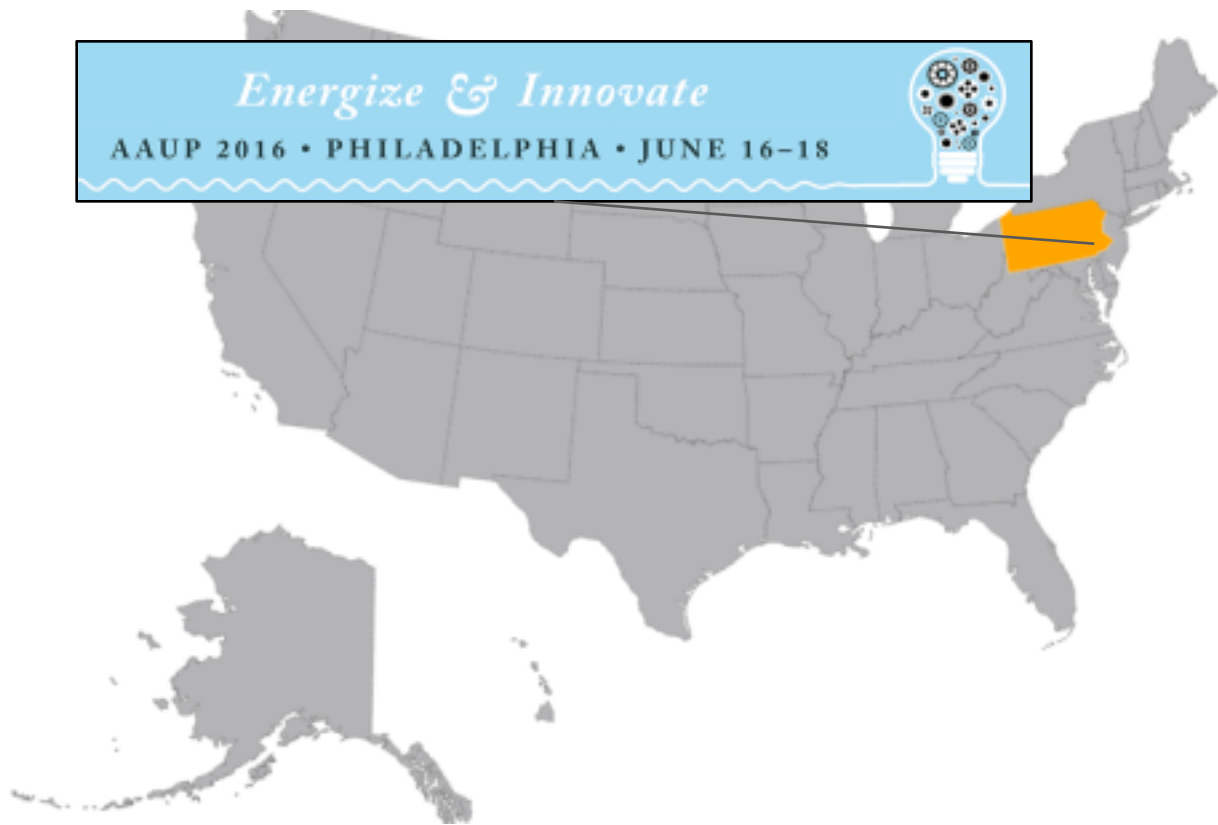 Energize & Innovate
AAUP 2016 • PHILADELPHIA • JUNE 16–18